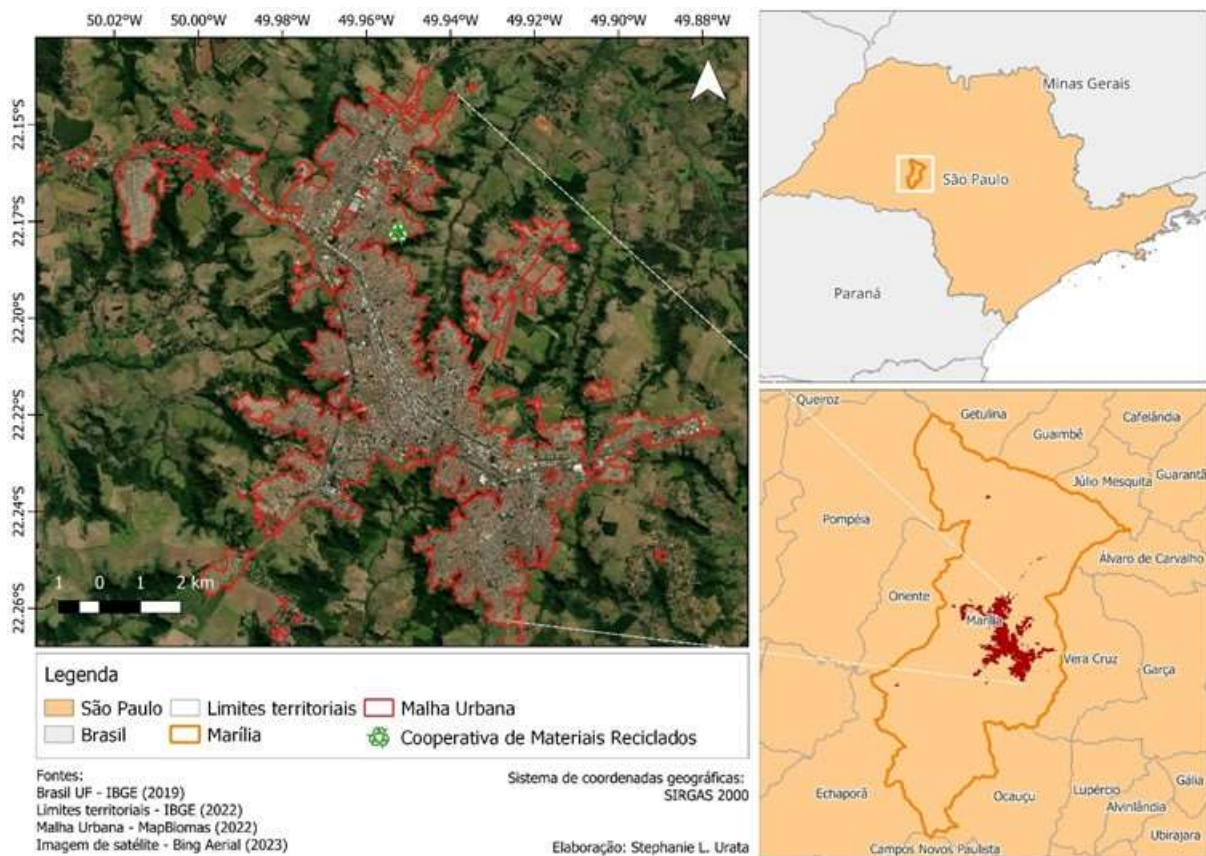 50.02°W 50.00°W 49.98°W 49.96°W 49.95°W 49.94°W 49.92°W 49.90°W 49.88°W
22.15°S
22.17°S
22.20°S
22.22°S
22.24°S
22.26°S
1 0 1 2 km
Minas Gerais
São Paulo
Paraná
Queiroz
Getulina
Cafelândia
Guaimbê
Guarantã
Júlio Mesquita
Pompéia
Álvaro de Carvalho
Oriente
Marília
Vera Cruz
Garça
Echaporã
Ocauçu
Lupércio
Gália
Alvinlândia
Ubirajara
Campos Novos Paulista
Legenda
São Paulo Limites territoriais Malha Urbana
Brasil Marília Cooperativa de Materiais Reciclados
Fontes:
Brasil UF - IBGE (2019)
Limites territoriais - IBGE (2022)
Malha Urbana - MapBiomas (2022)
Imagem de satélite - Bing Aerial (2023)
Sistema de coordenadas geográficas:
SIRGAS 2000
Elaboração: Stephanie L. Urata